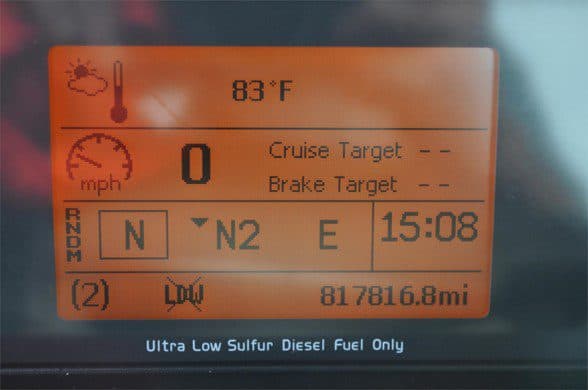 83°F
mph 0 Cruise Target --
Brake Target --
RNDM N N2 E 15:08
(2) LDW 817816.8mi
Ultra Low Sulfur Diesel Fuel Only